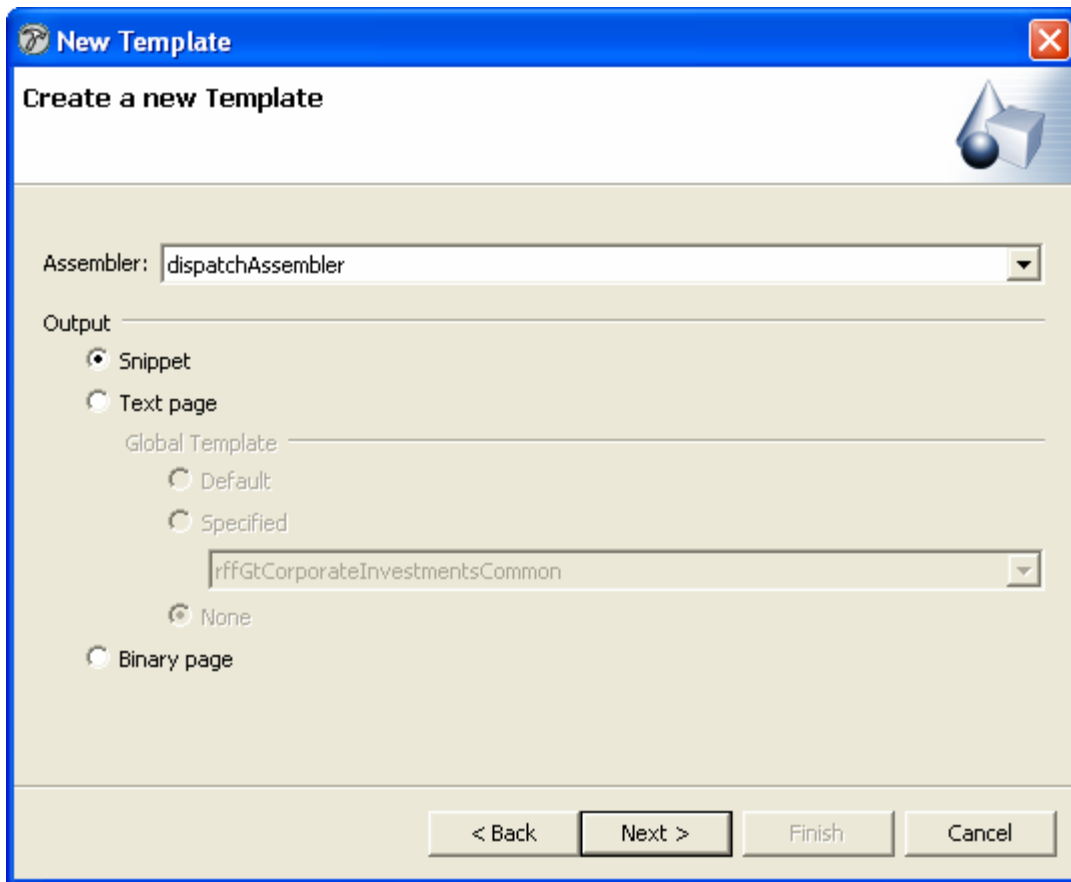 New Template
Create a new Template
Assembler: dispatchAssembler
Output
Snippet
Text page
Global Template
Default
Specified
rffGtCorporateInvestmentsCommon
None
Binary page
< Back Next > Finish Cancel